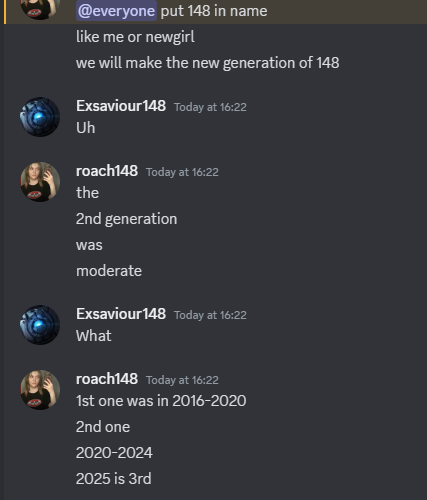 @everyone put 148 in name
like me or newgirl
we will make the new generation of 148
Exsaviour148 Today at 16:22
Uh
roach148 Today at 16:22
the
2nd generation
was
moderate
Exsaviour148 Today at 16:22
What
roach148 Today at 16:22
1st one was in 2016-2020
2nd one
2020-2024
2025 is 3rd